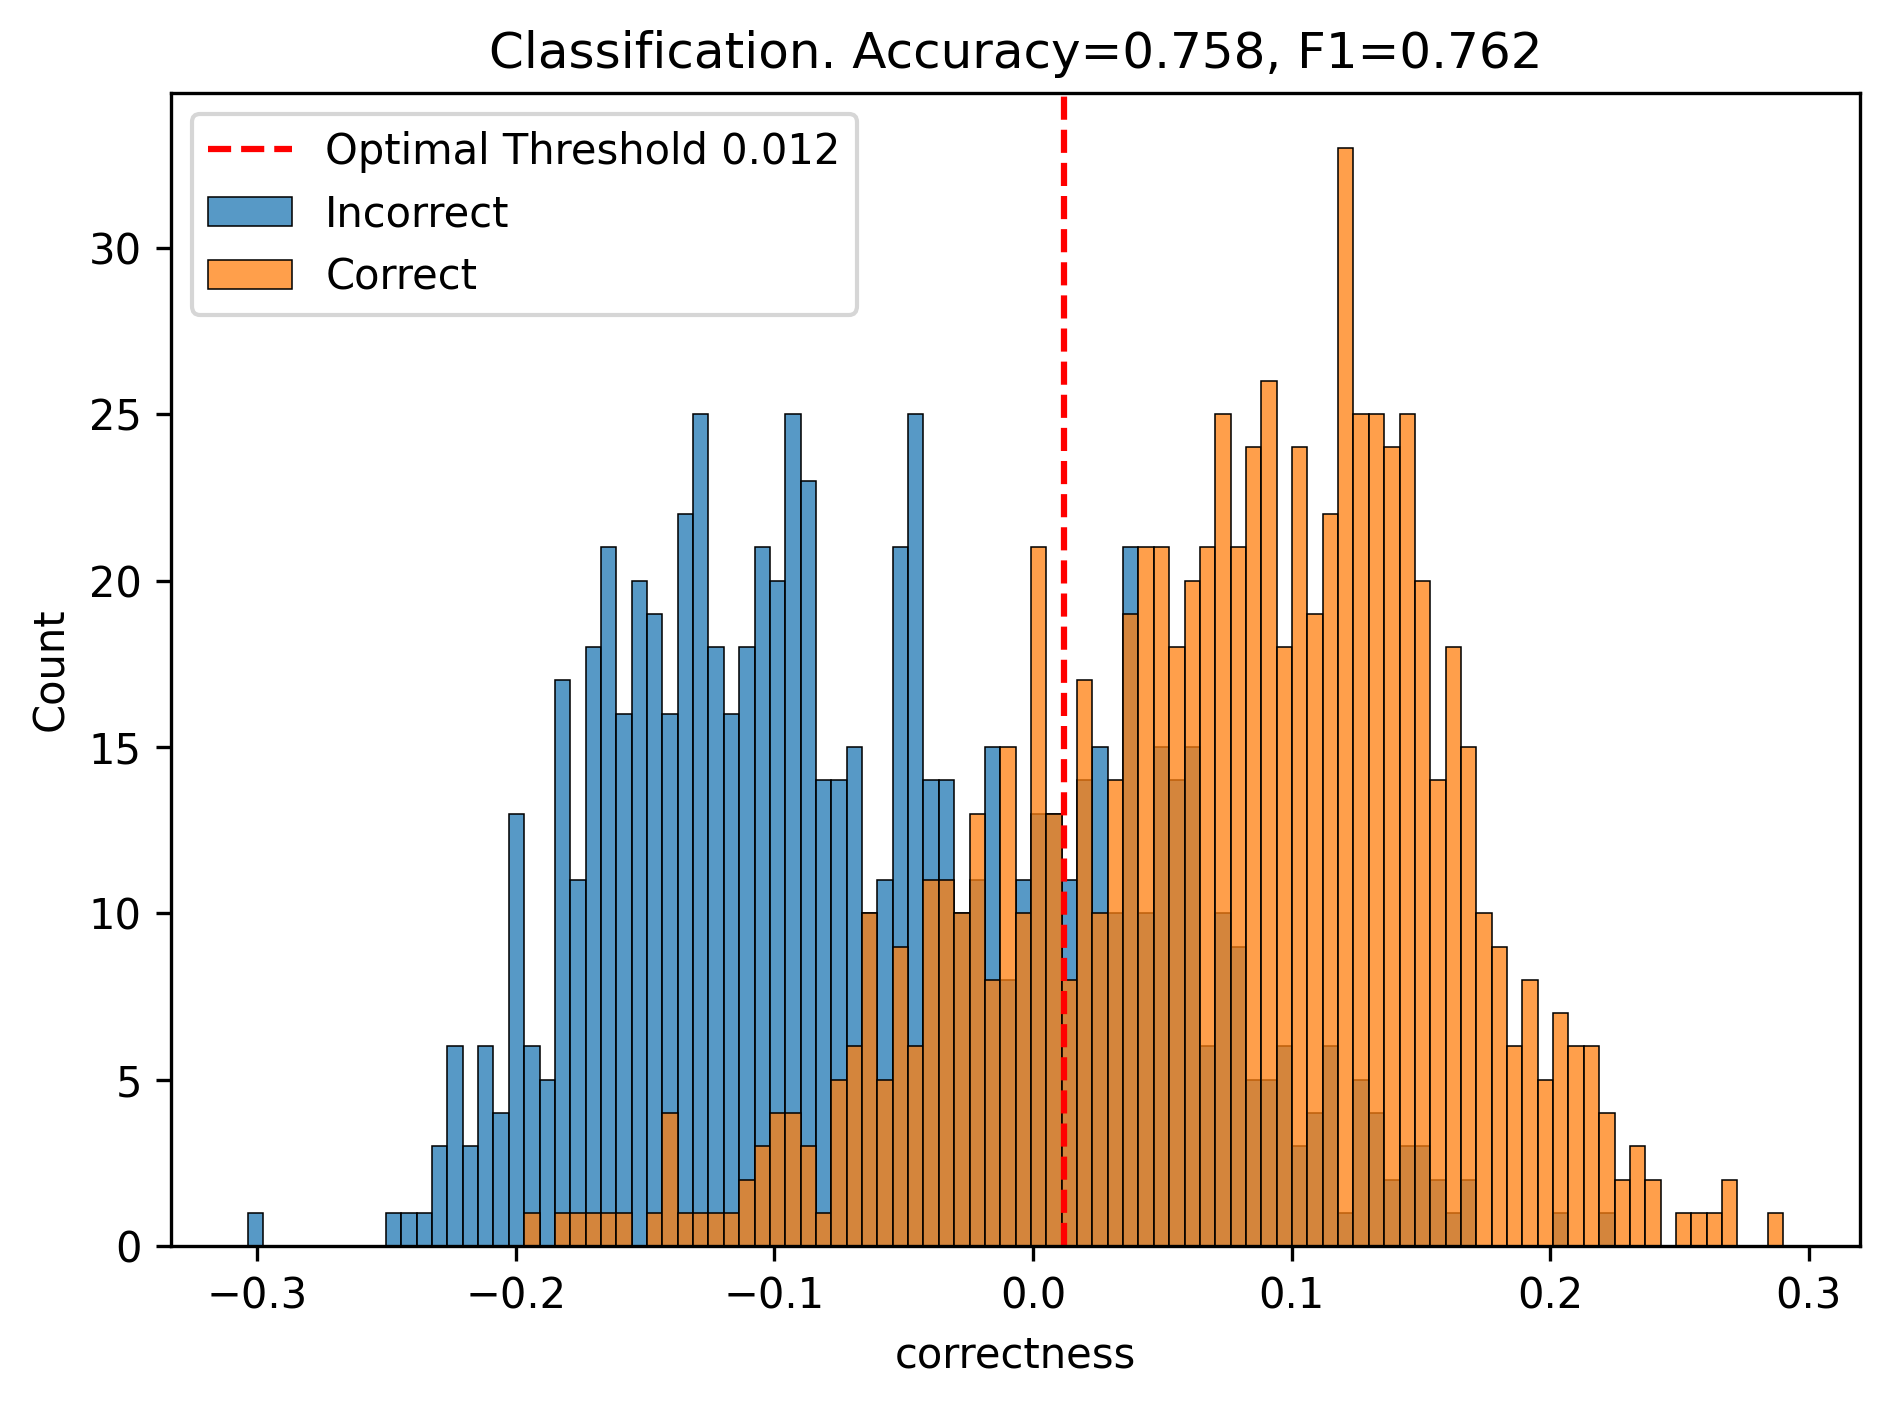 Classification. Accuracy=0.758, F1=0.762
Optimal Threshold 0.012
Incorrect
Correct
30
25
20
15
10
5
0
Count
−0.3 −0.2 −0.1 0.0 0.1 0.2 0.3
correctness